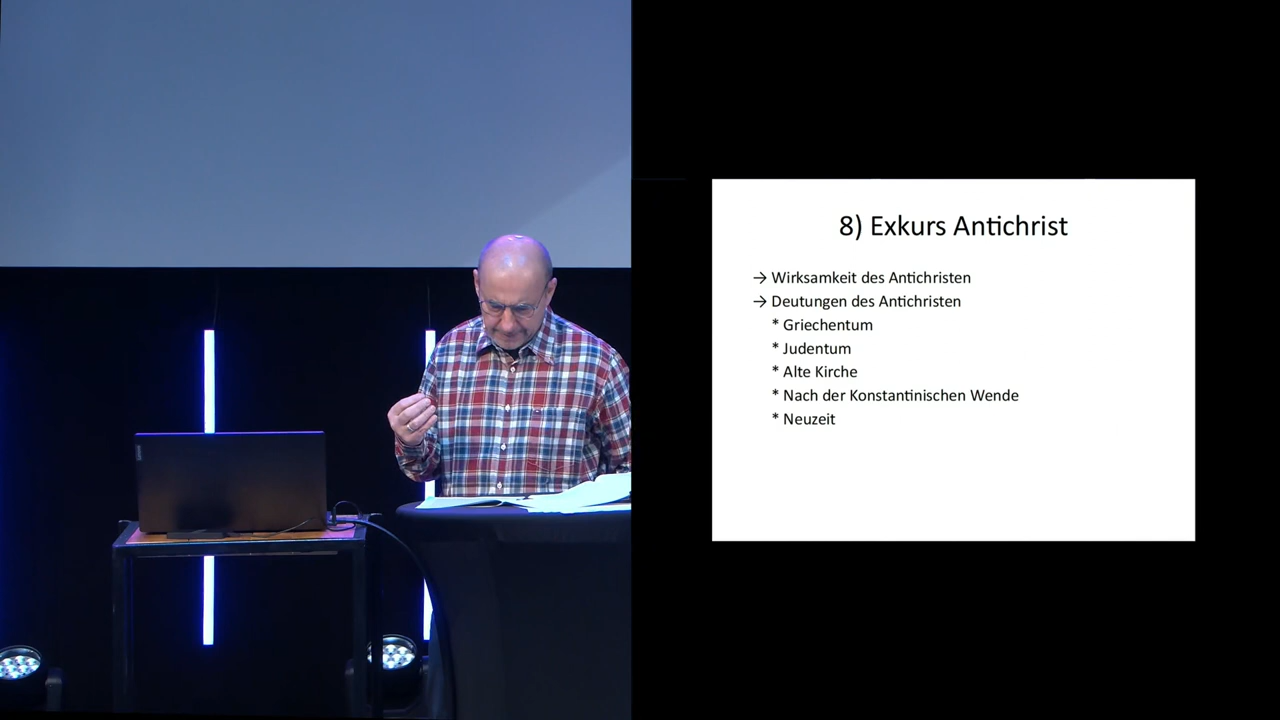 8) Exkurs Antichrist
→ Wirksamkeit des Antichristen
→ Deutungen des Antichristen
* Griechentum
* Judentum
* Alte Kirche
* Nach der Konstantinischen Wende
* Neuzeit